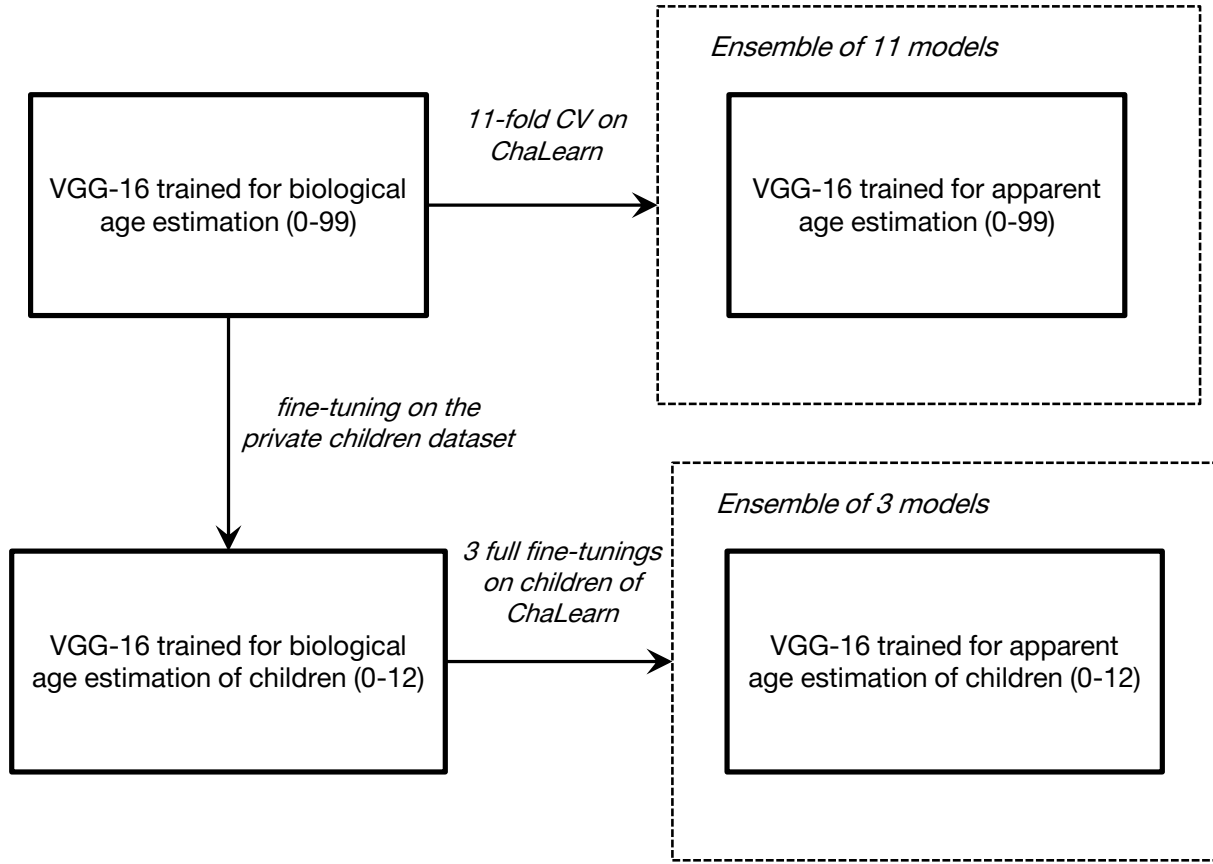 Ensemble of 11 models
11-fold CV on
ChaLearn
VGG-16 trained for biological
age estimation (0-99)
VGG-16 trained for apparent
age estimation (0-99)
fine-tuning on the
private children dataset
Ensemble of 3 models
3 full fine-tunings
on children of
ChaLearn
VGG-16 trained for biological
age estimation of children (0-12)
VGG-16 trained for apparent
age estimation of children (0-12)